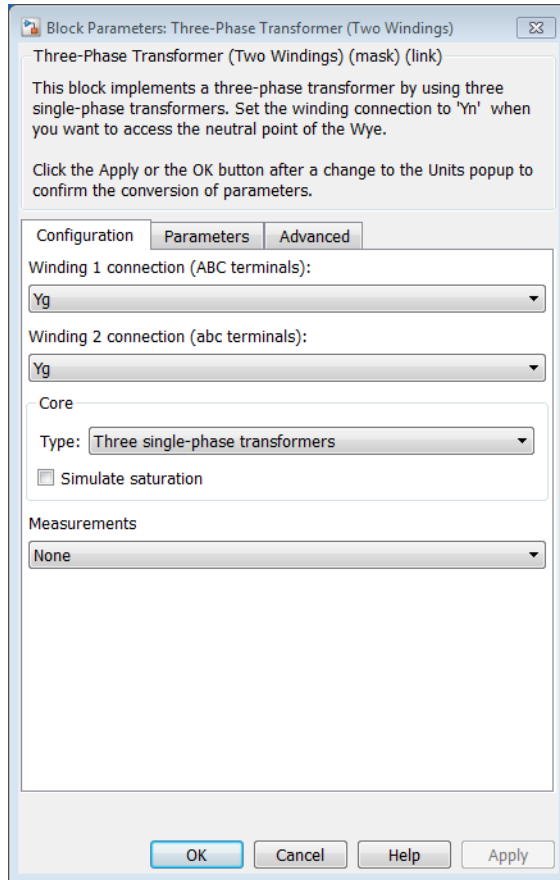 Block Parameters: Three-Phase Transformer (Two Windings)
Three-Phase Transformer (Two Windings) (mask) (link)
This block implements a three-phase transformer by using three
single-phase transformers. Set the winding connection to 'Yn' when
you want to access the neutral point of the Wye.
Click the Apply or the OK button after a change to the Units popup to
confirm the conversion of parameters.
Configuration Parameters Advanced
Winding 1 connection (ABC terminals):
Yg
Winding 2 connection (abc terminals):
Yg
Core
Type: Three single-phase transformers
Simulate saturation
Measurements
None
OK Cancel Help Apply